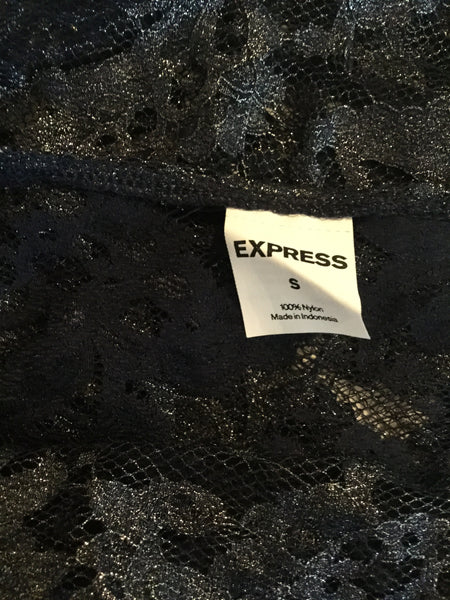 EXPRESS
S
100% Nylon
Made in Indonesia